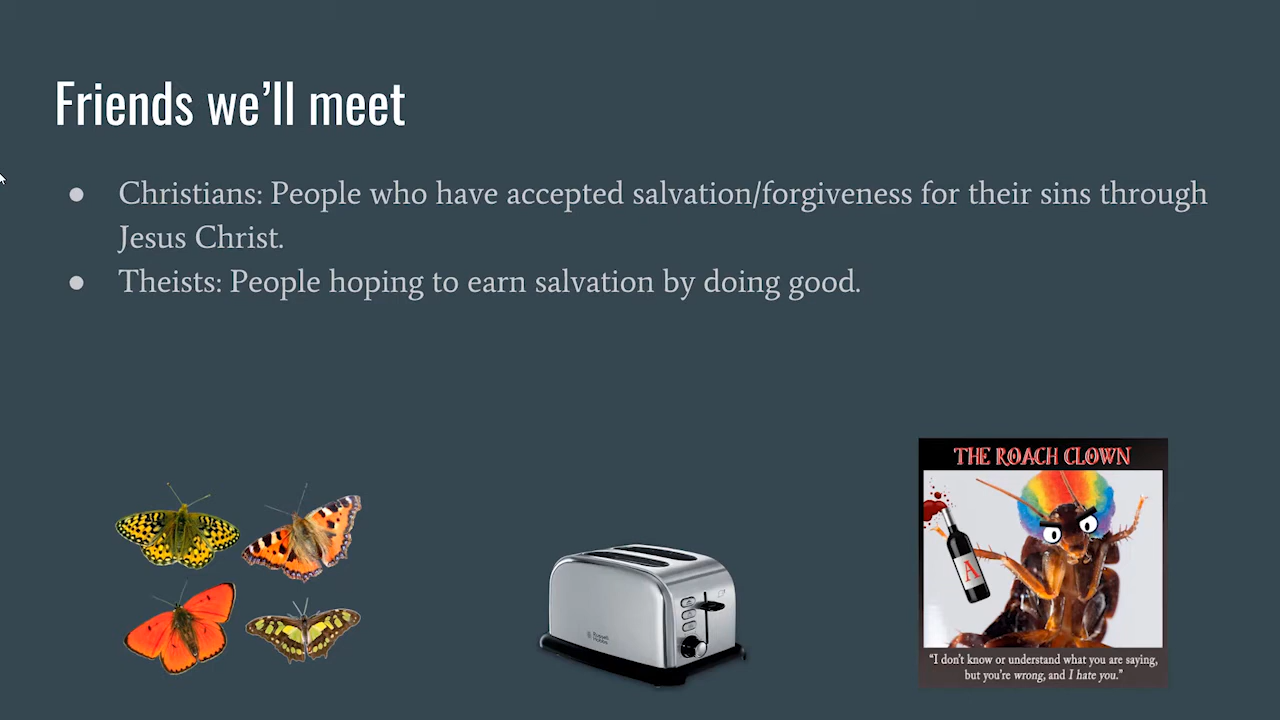 Friends we'll meet
● Christians: People who have accepted salvation/forgiveness for their sins through
Jesus Christ.
● Theists: People hoping to earn salvation by doing good.
THE ROACH CLOWN
A
Russell
Hobbs
"I don't know or understand what you are saying,
but you're wrong, and I hate you."